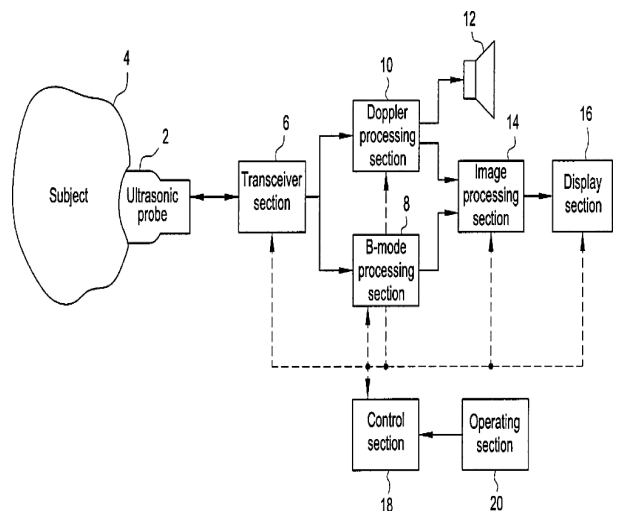 12
4
10
2
6
Doppler
processing
section
14
16
Subject
Ultrasonic
probe
Transceiver
section
Image
processing
section
Display
section
8
B-mode
processing
section
Control
section
Operating
section
18
20